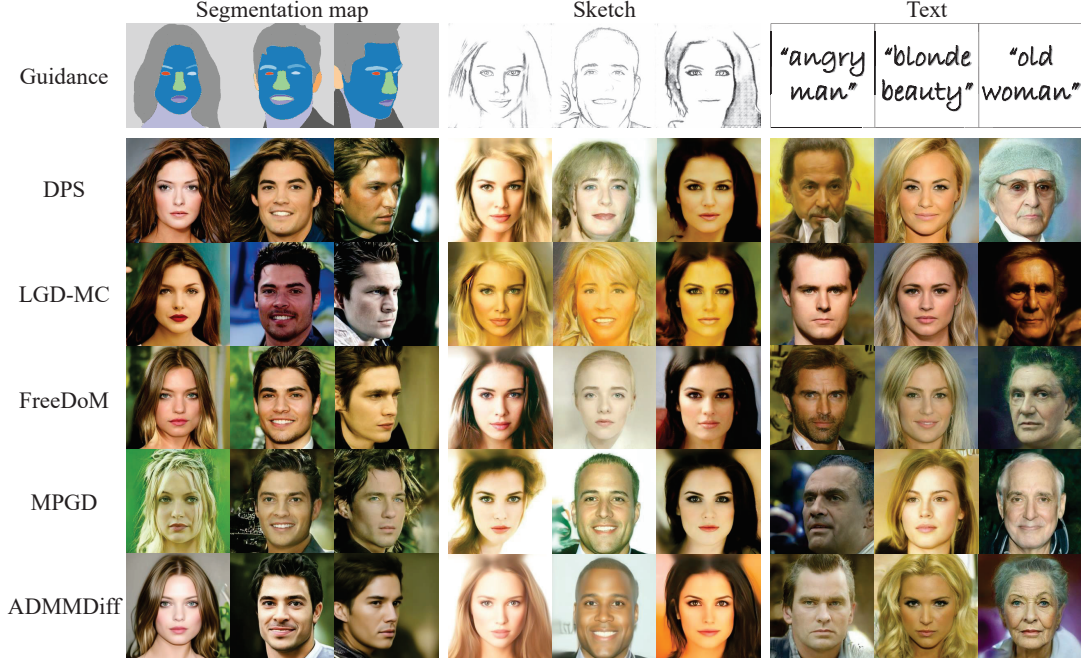 Segmentation map Sketch Text
Guidance “angry man” “blonde beauty” “old woman”
DPS
LGD-MC
FreeDoM
MPGD
ADMMDiff